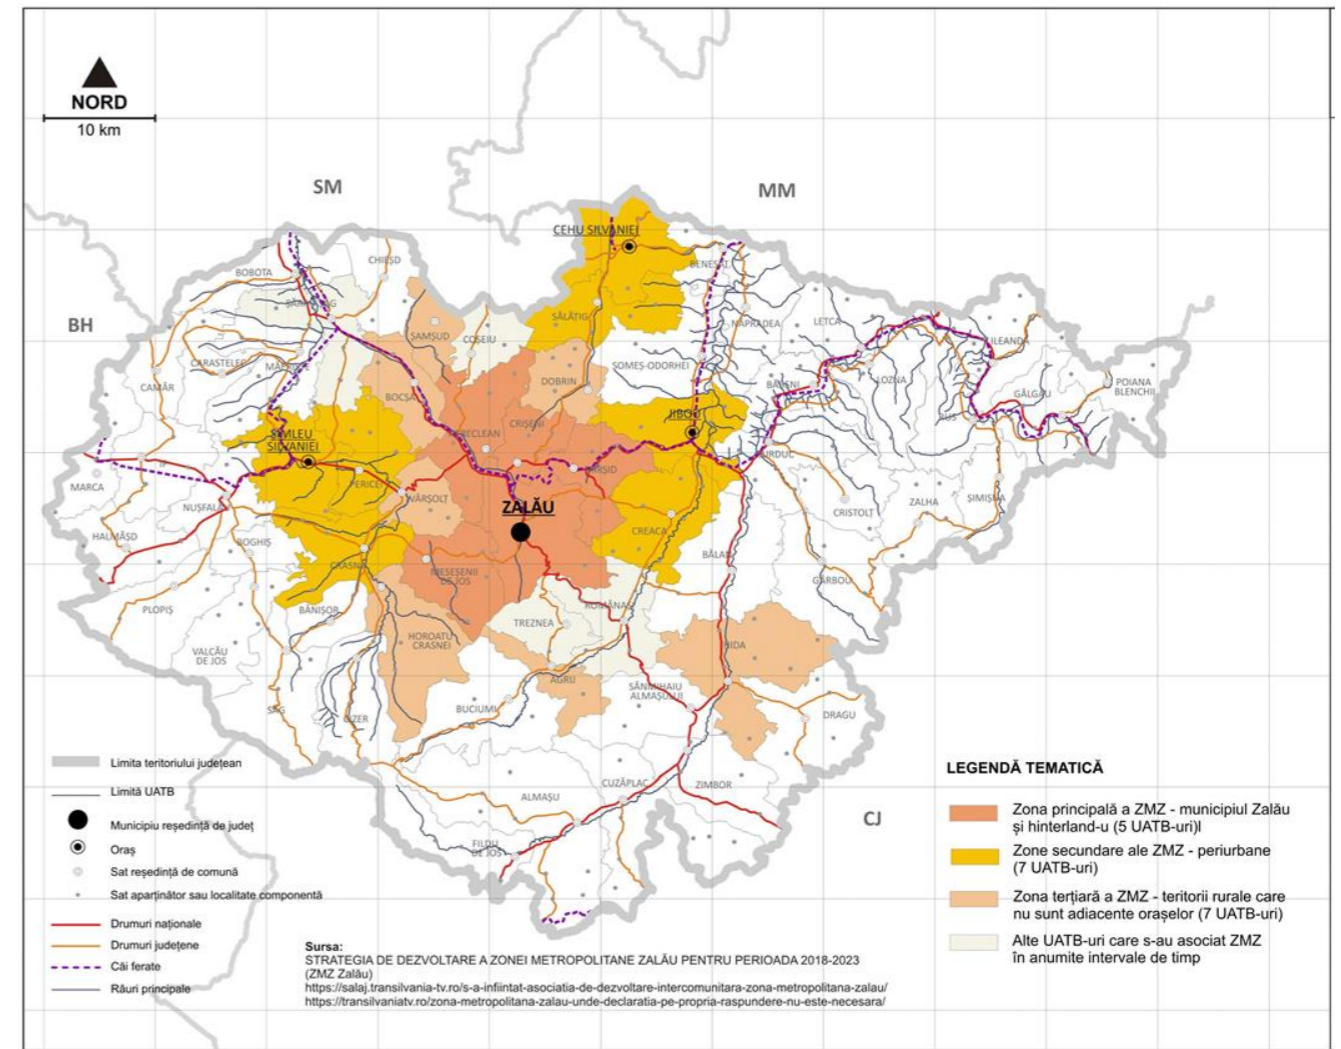 NORD
10 km
SM
MM
BH
CJ
CEHU SILVANIEI
BOBOTA
CHIEȘD
BENESAT
SĂLĂȚIG
SAMȘUD
COȘEIU
NAPRADEA
LETCA
ILEANDA
CARASTELEC
CAMĂR
DOBRIN
SOMEȘ-ODORHEI
BĂBENI
LOZNA
GÂLGĂU
POIANA
BLENCHII
BOCȘA
CRIȘENI
JIBOU
RUS
ȘIMLEU
SILVANIEI
PERICEI
MARCA
NUȘFALĂU
VÂRȘOLȚ
ZALĂU
CREACA
CRISTOLȚ
ZALHA
ȘIMIȘNA
HALMĂȘD
BOGHIȘ
CRASNA
MESEȘENII
DE JOS
BĂLAN
GÂRBOU
PLOPIȘ
BĂNIȘOR
HOROATU
CRASNEI
TREZNEA
ROMÂNAȘI
HIDA
VALCĂU
DE JOS
AGRIJ
SÂNMIHAIU
ALMAȘULUI
SÂG
CIZER
BUCIUMI
DRAGU
CUZĂPLAC
ZIMBOR
ALMAȘU
FILDU
DE JOS
Limita teritoriului județean
Limită UATB
Municipiu reședință de județ
Oraș
Sat reședință de comună
Sat aparținător sau localitate componentă
Drumuri naționale
Drumuri județene
Căi ferate
Râuri principale
Sursa:
STRATEGIA DE DEZVOLTARE A ZONEI METROPOLITANE ZALĂU PENTRU PERIOADA 2018-2023
(ZMZ Zalău)
https://salaj.transilvania-tv.ro/s-a-infiintat-asociatia-de-dezvoltare-intercomunitara-zona-metropolitana-zalau/
https://transilvaniatv.ro/zona-metropolitana-zalau-unde-declaratia-pe-propria-raspundere-nu-este-necesara/
LEGENDĂ TEMATICĂ
Zona principală a ZMZ - municipiul Zalău
și hinterland-u (5 UATB-uri)l
Zone secundare ale ZMZ - periurbane
(7 UATB-uri)
Zona terțiară a ZMZ - teritorii rurale care
nu sunt adiacente orașelor (7 UATB-uri)
Alte UATB-uri care s-au asociat ZMZ
în anumite intervale de timp